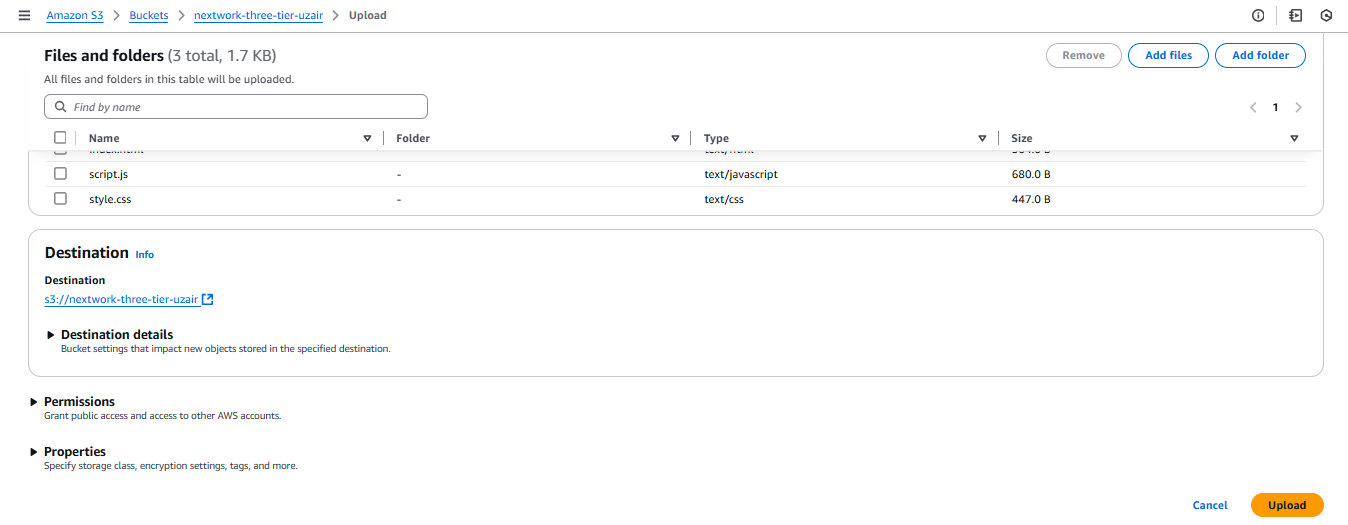 Amazon S3 > Buckets > nextwork-three-tier-uzair > Upload
Files and folders (3 total, 1.7 KB)
Remove Add files Add folder
All files and folders in this table will be uploaded.
Find by name
1
Name Folder Type Size
index.html text/html
script.js - text/javascript 680.0 B
style.css - text/css 447.0 B
Destination Info
Destination
s3://nextwork-three-tier-uzair
Destination details
Bucket settings that impact new objects stored in the specified destination.
Permissions
Grant public access and access to other AWS accounts.
Properties
Specify storage class, encryption settings, tags, and more.
Cancel Upload